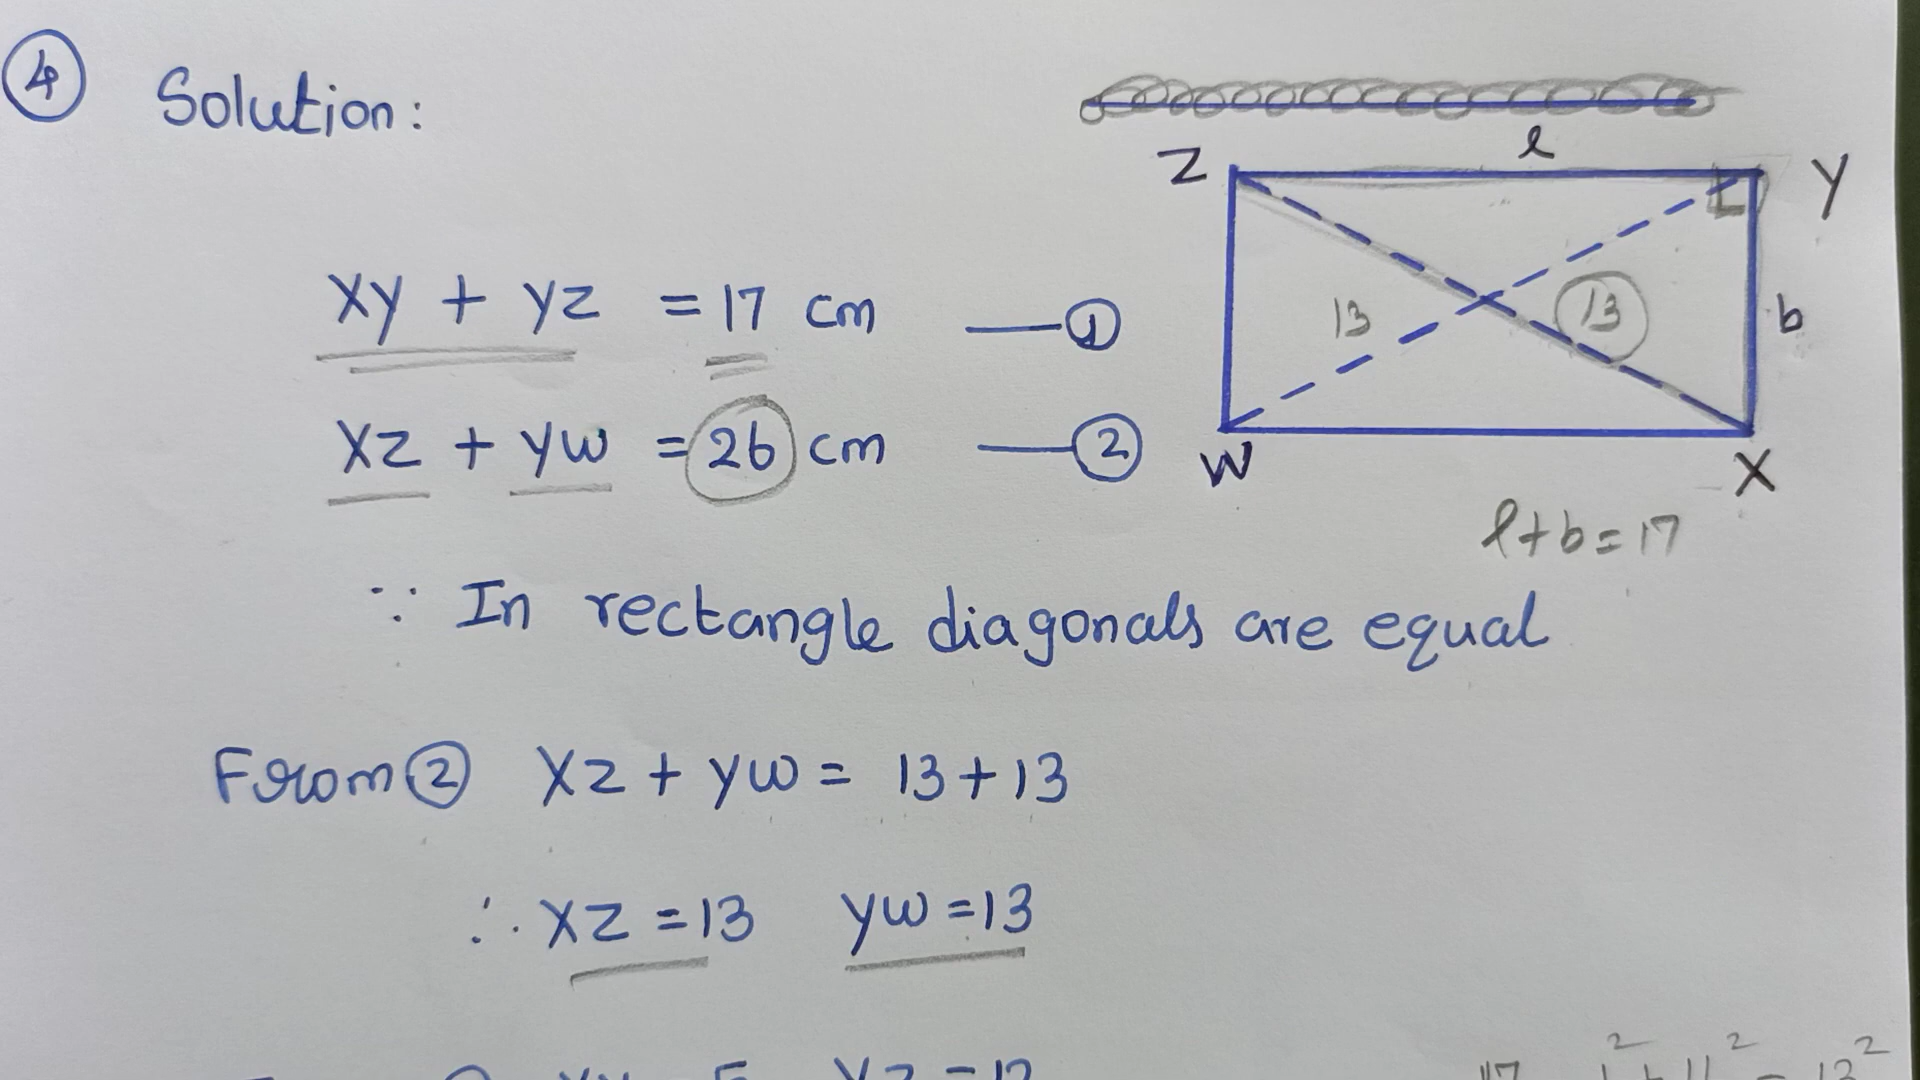 ④ Solution:
l
Z Y
XY + YZ = 17 cm —①
13 13 b
XZ + YW = 26 cm —②
W X
l+b=17
∵ In rectangle diagonals are equal
From ② XZ + YW = 13+13
∴ XZ = 13 YW = 13